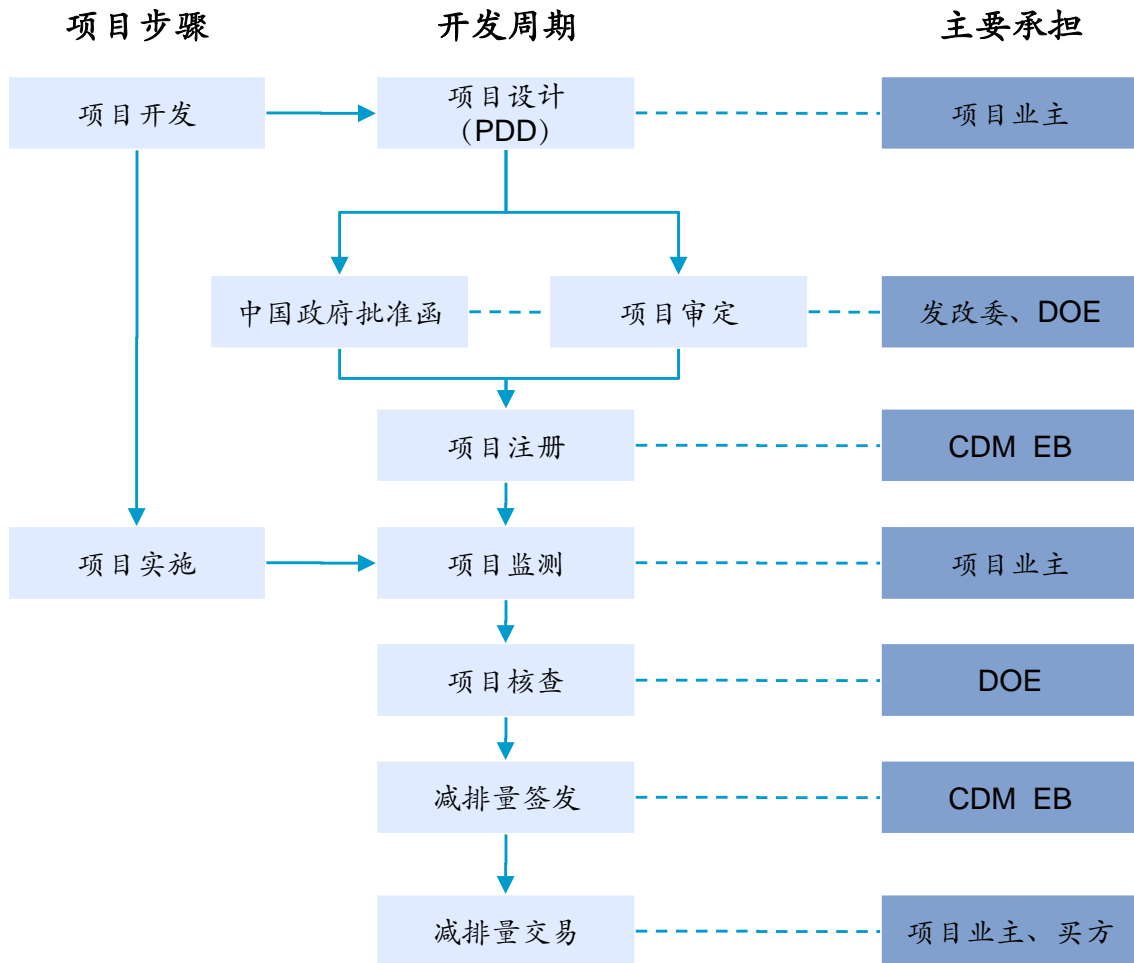 项目步骤
开发周期
主要承担
项目开发
项目设计
（PDD）
项目业主
中国政府批准函
项目审定
发改委、DOE
项目注册
CDM EB
项目实施
项目监测
项目业主
项目核查
DOE
减排量签发
CDM EB
减排量交易
项目业主、买方